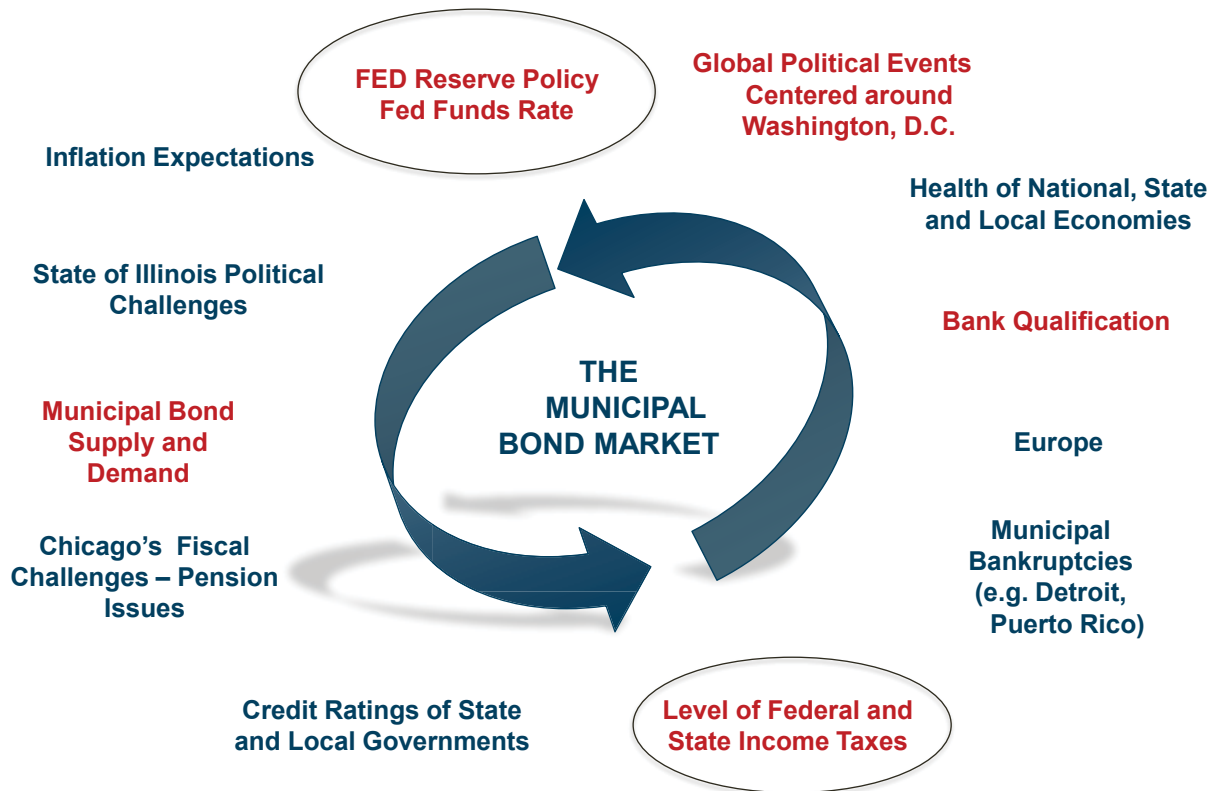 FED Reserve Policy
Fed Funds Rate
Global Political Events
Centered around
Washington, D.C.
Inflation Expectations
Health of National, State
and Local Economies
State of Illinois Political
Challenges
Bank Qualification
THE
MUNICIPAL
BOND MARKET
Municipal Bond
Supply and
Demand
Europe
Chicago's Fiscal
Challenges – Pension
Issues
Municipal
Bankruptcies
(e.g. Detroit,
Puerto Rico)
Credit Ratings of State
and Local Governments
Level of Federal and
State Income Taxes